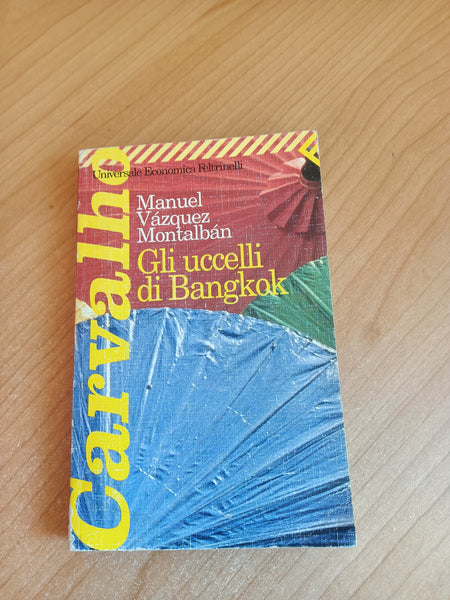 Universale Economica Feltrinelli
Manuel
Vázquez
Montalbán
Gli uccelli
di Bangkok
Carvalho